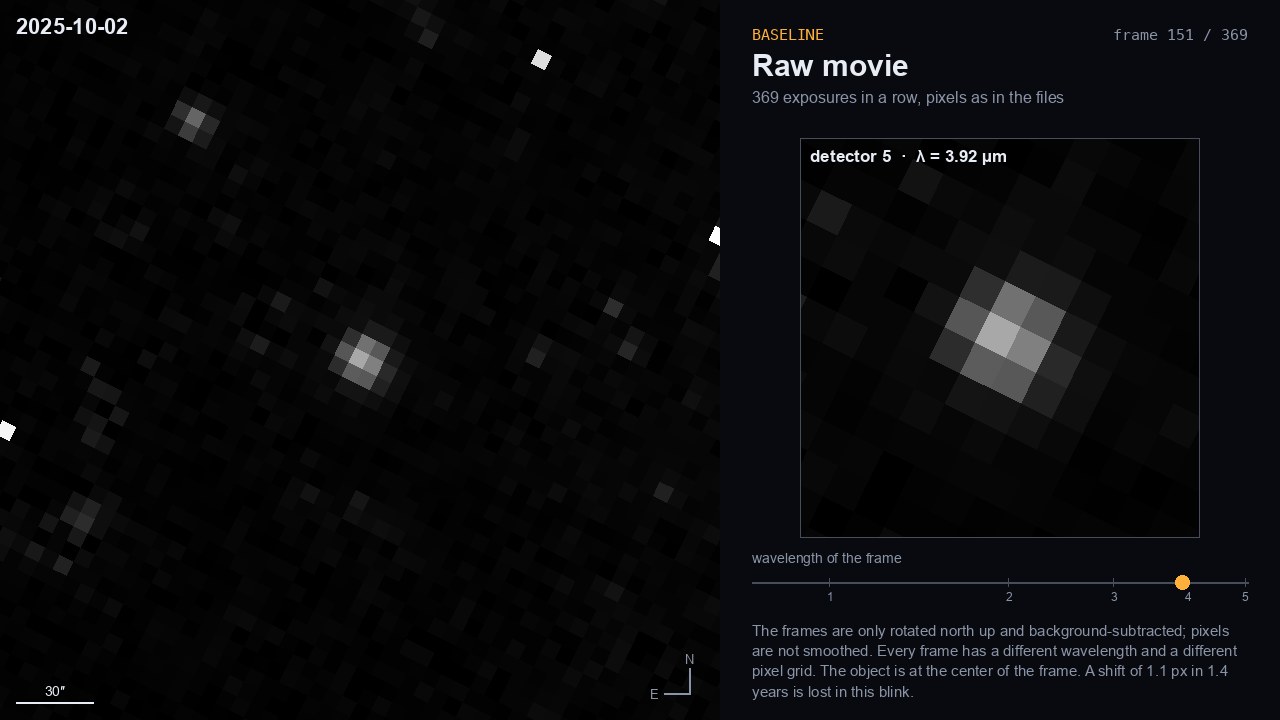 2025-10-02
BASELINE
frame 151 / 369
Raw movie
369 exposures in a row, pixels as in the files
detector 5 · λ = 3.92 µm
wavelength of the frame
1 2 3 4 5
The frames are only rotated north up and background-subtracted; pixels
are not smoothed. Every frame has a different wavelength and a different
pixel grid. The object is at the center of the frame. A shift of 1.1 px in 1.4
years is lost in this blink.
N
E
30″